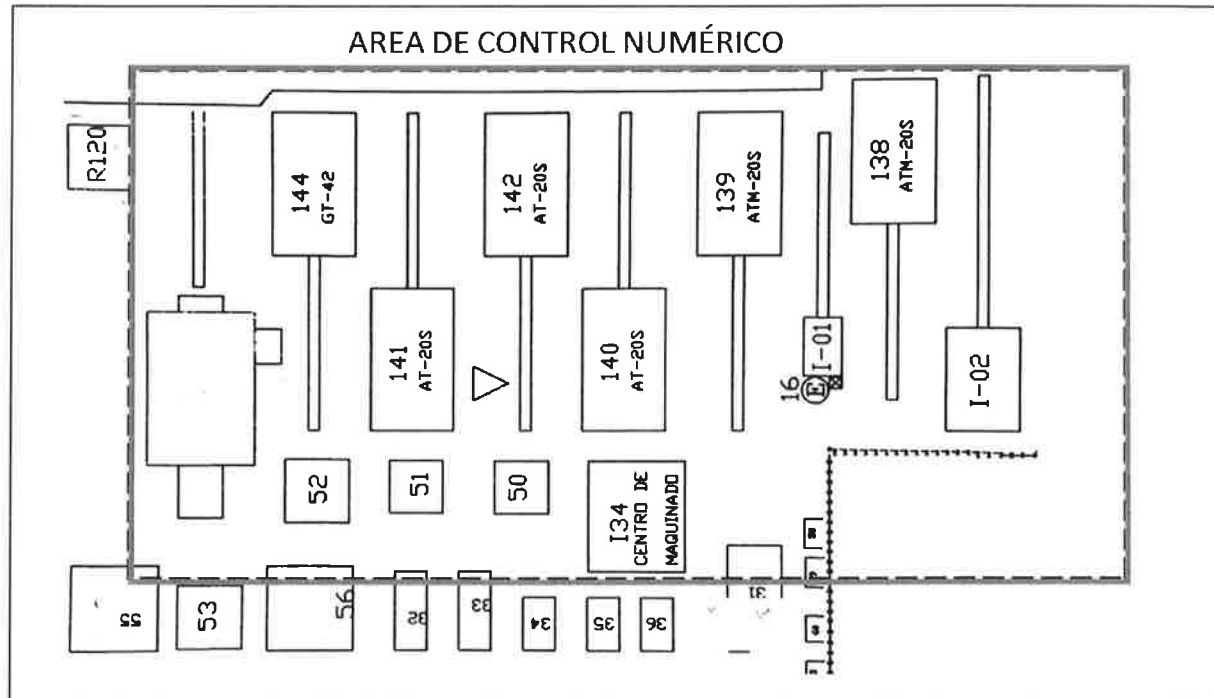 AREA DE CONTROL NUMÉRICO
R120
144
GT-42
142
AT-20S
139
ATM-20S
138
ATM-20S
141
AT-20S
140
AT-20S
I-01
16
E
I-02
52
51
50
I34
CENTRO DE
MAQUINADO
55
53
56
32
33
34
35
36
31